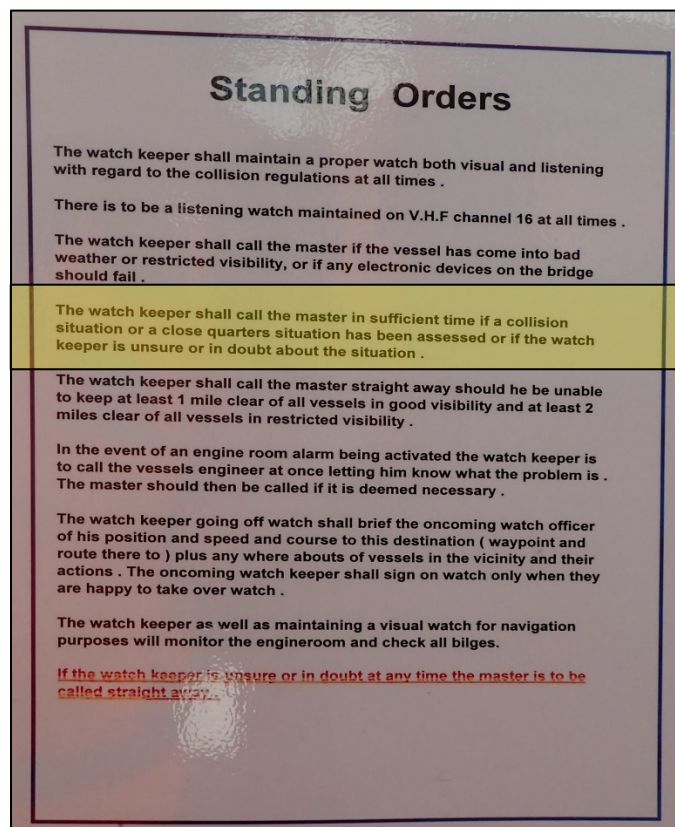 Standing Orders
The watch keeper shall maintain a proper watch both visual and listening
with regard to the collision regulations at all times .
There is to be a listening watch maintained on V.H.F channel 16 at all times .
The watch keeper shall call the master if the vessel has come into bad
weather or restricted visibility, or if any electronic devices on the bridge
should fail .
The watch keeper shall call the master in sufficient time if a collision
situation or a close quarters situation has been assessed or if the watch
keeper is unsure or in doubt about the situation .
The watch keeper shall call the master straight away should he be unable
to keep at least 1 mile clear of all vessels in good visibility and at least 2
miles clear of all vessels in restricted visibility .
In the event of an engine room alarm being activated the watch keeper is
to call the vessels engineer at once letting him know what the problem is .
The master should then be called if it is deemed necessary .
The watch keeper going off watch shall brief the oncoming watch officer
of his position and speed and course to this destination ( waypoint and
route there to ) plus any where abouts of vessels in the vicinity and their
actions . The oncoming watch keeper shall sign on watch only when they
are happy to take over watch .
The watch keeper as well as maintaining a visual watch for navigation
purposes will monitor the engineroom and check all bilges.
If the watch keeper is unsure or in doubt at any time the master is to be
called straight away .